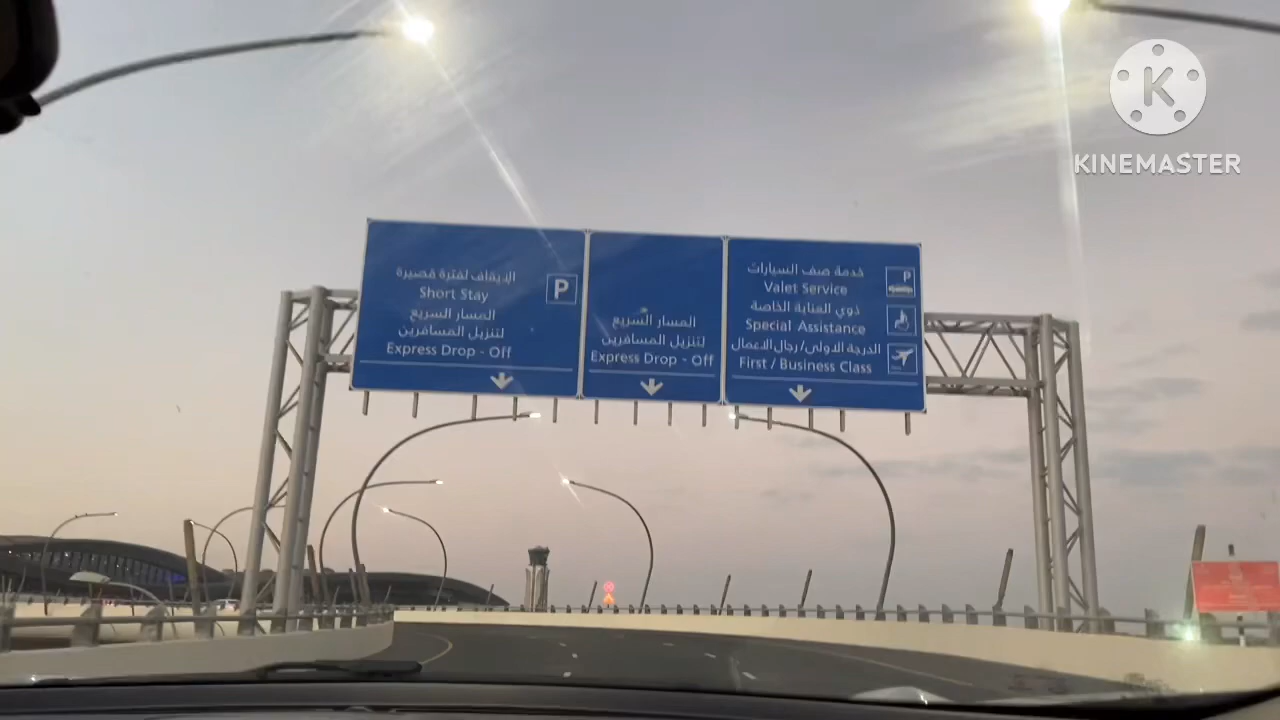 K
KINEMASTER
الإيقاف لفترة قصيرة
Short Stay
المسار السريع
لتنزيل المسافرين
Express Drop - Off
P
المسار السريع
لتنزيل المسافرين
Express Drop - Off
خدمة صف السيارات
Valet Service
P
ذوي العناية الخاصة
Special Assistance
الدرجة الاولى/رجال الاعمال
First / Business Class